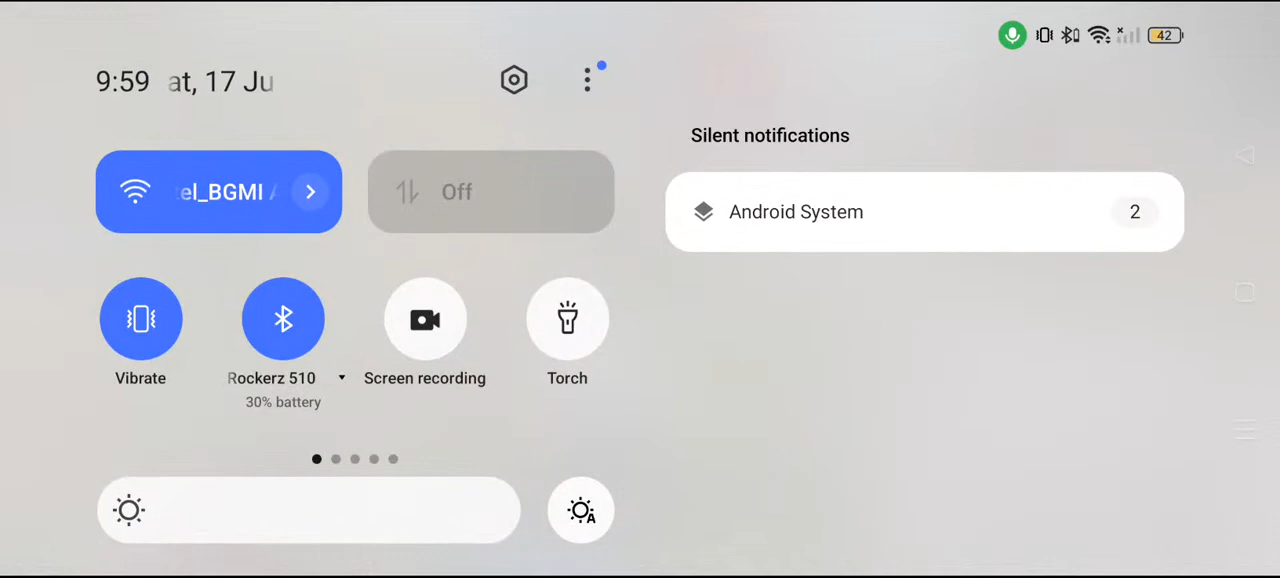 42
9:59 at, 17 Ju
Silent notifications
el_BGMI
Off
Android System 2
Vibrate
Rockerz 510
Screen recording
Torch
30% battery
A